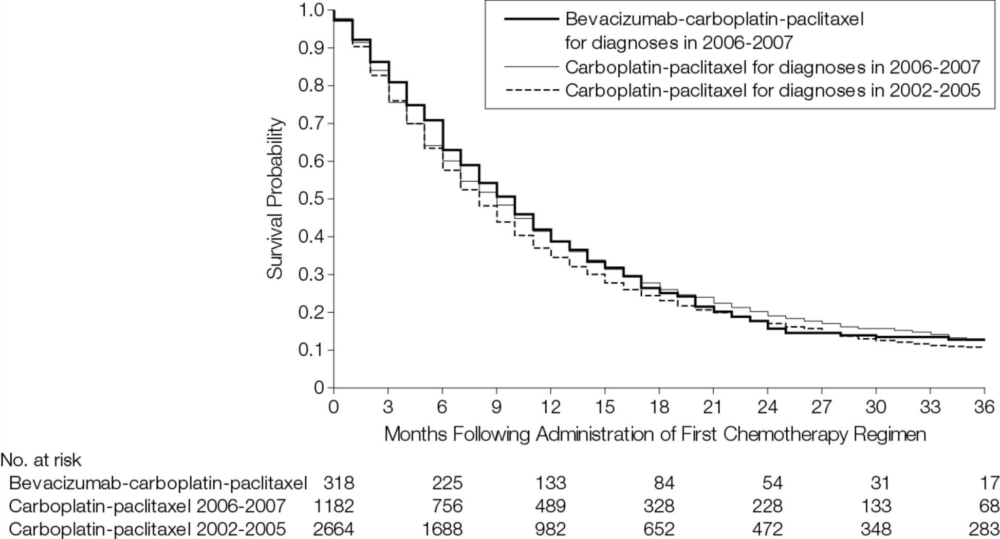 1.0
0.9
0.8
0.7
0.6
0.5
0.4
0.3
0.2
0.1
0
Survival Probability
Bevacizumab-carboplatin-paclitaxel
for diagnoses in 2006-2007
Carboplatin-paclitaxel for diagnoses in 2006-2007
Carboplatin-paclitaxel for diagnoses in 2002-2005
0 3 6 9 12 15 18 21 24 27 30 33 36
Months Following Administration of First Chemotherapy Regimen
No. at risk
Bevacizumab-carboplatin-paclitaxel 318 225 133 84 54 31 17
Carboplatin-paclitaxel 2006-2007 1182 756 489 328 228 133 68
Carboplatin-paclitaxel 2002-2005 2664 1688 982 652 472 348 283